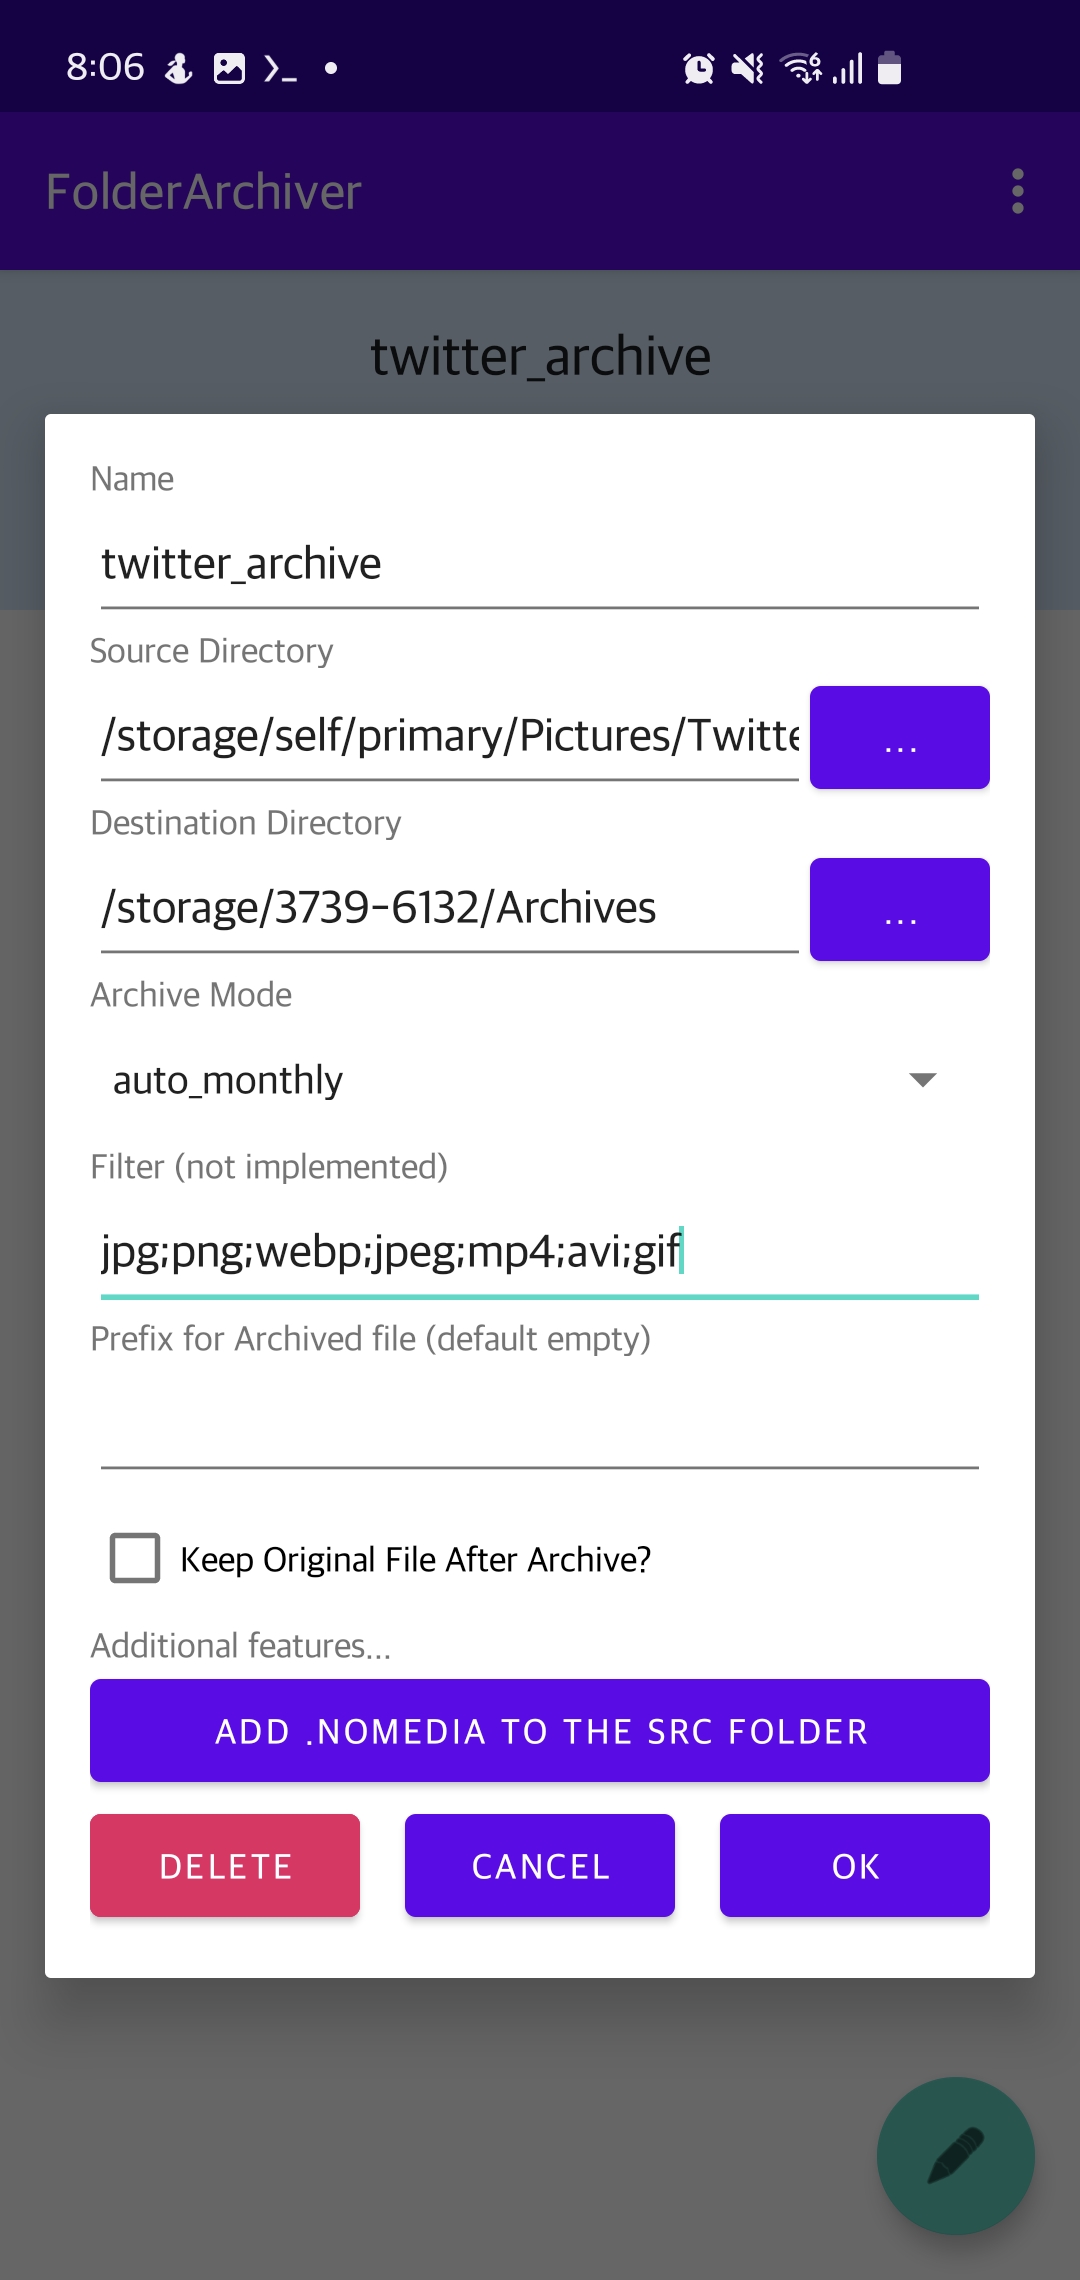 8:06
FolderArchiver
twitter_archive
Name
twitter_archive
Source Directory
/storage/self/primary/Pictures/Twitte
...
Destination Directory
/storage/3739-6132/Archives
...
Archive Mode
auto_monthly
Filter (not implemented)
jpg;png;webp;jpeg;mp4;avi;gif
Prefix for Archived file (default empty)
Keep Original File After Archive?
Additional features...
ADD .NOMEDIA TO THE SRC FOLDER
DELETE CANCEL OK